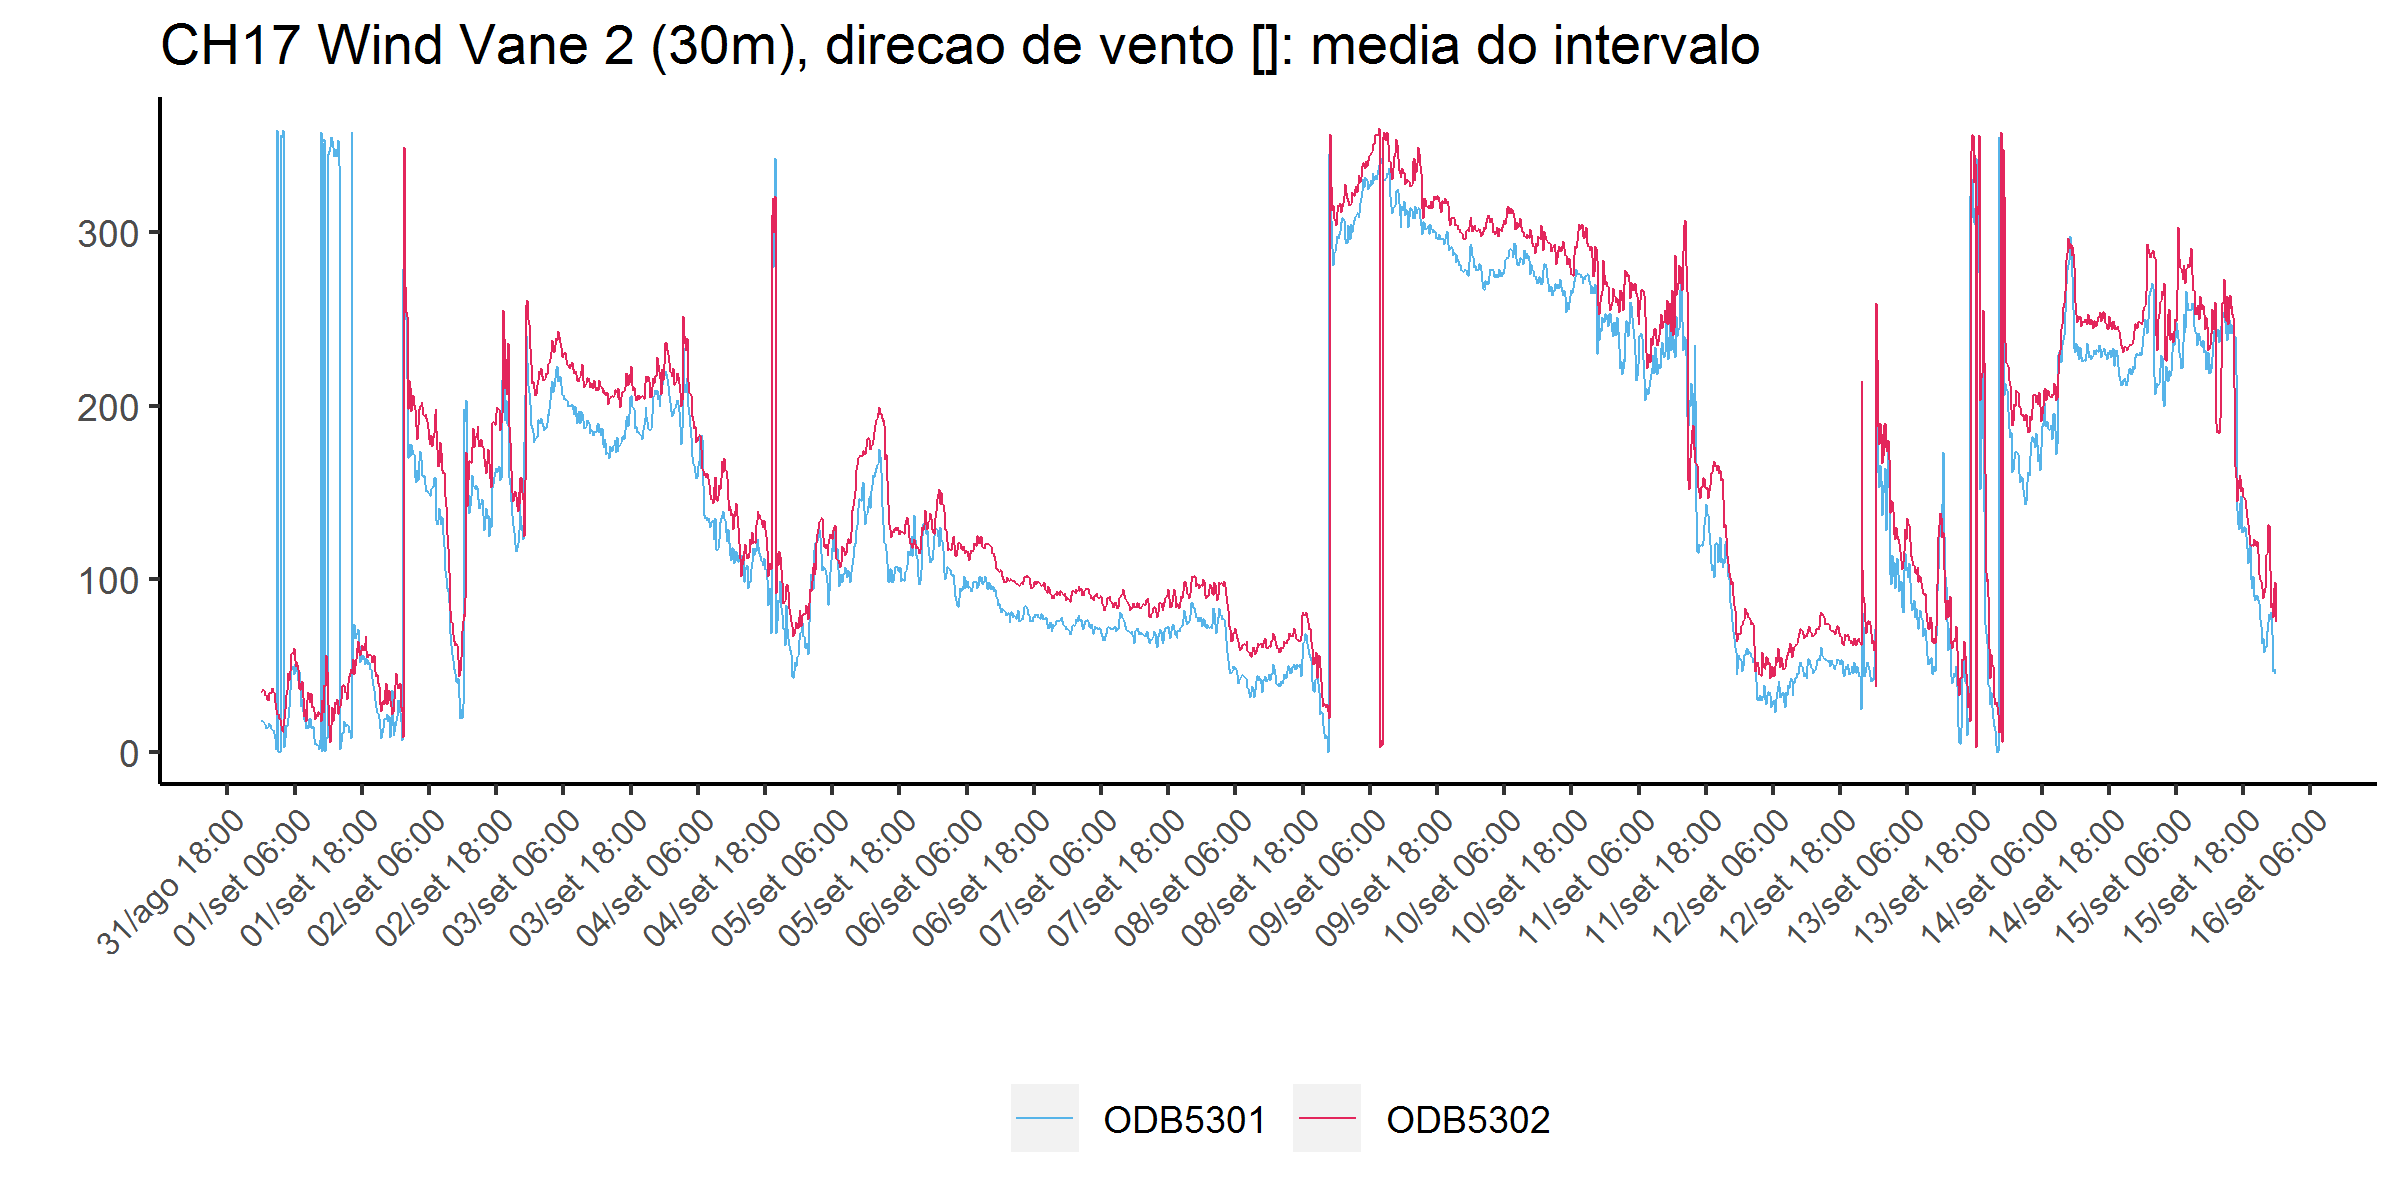 CH17 Wind Vane 2 (30m), direcao de vento []: media do intervalo
300
200
100
0
31/ago 18:00
01/set 06:00
01/set 18:00
02/set 06:00
02/set 18:00
03/set 06:00
03/set 18:00
04/set 06:00
04/set 18:00
05/set 06:00
05/set 18:00
06/set 06:00
06/set 18:00
07/set 06:00
07/set 18:00
08/set 06:00
08/set 18:00
09/set 06:00
09/set 18:00
10/set 06:00
10/set 18:00
11/set 06:00
11/set 18:00
12/set 06:00
12/set 18:00
13/set 06:00
13/set 18:00
14/set 06:00
14/set 18:00
15/set 06:00
15/set 18:00
16/set 06:00
ODB5301
ODB5302